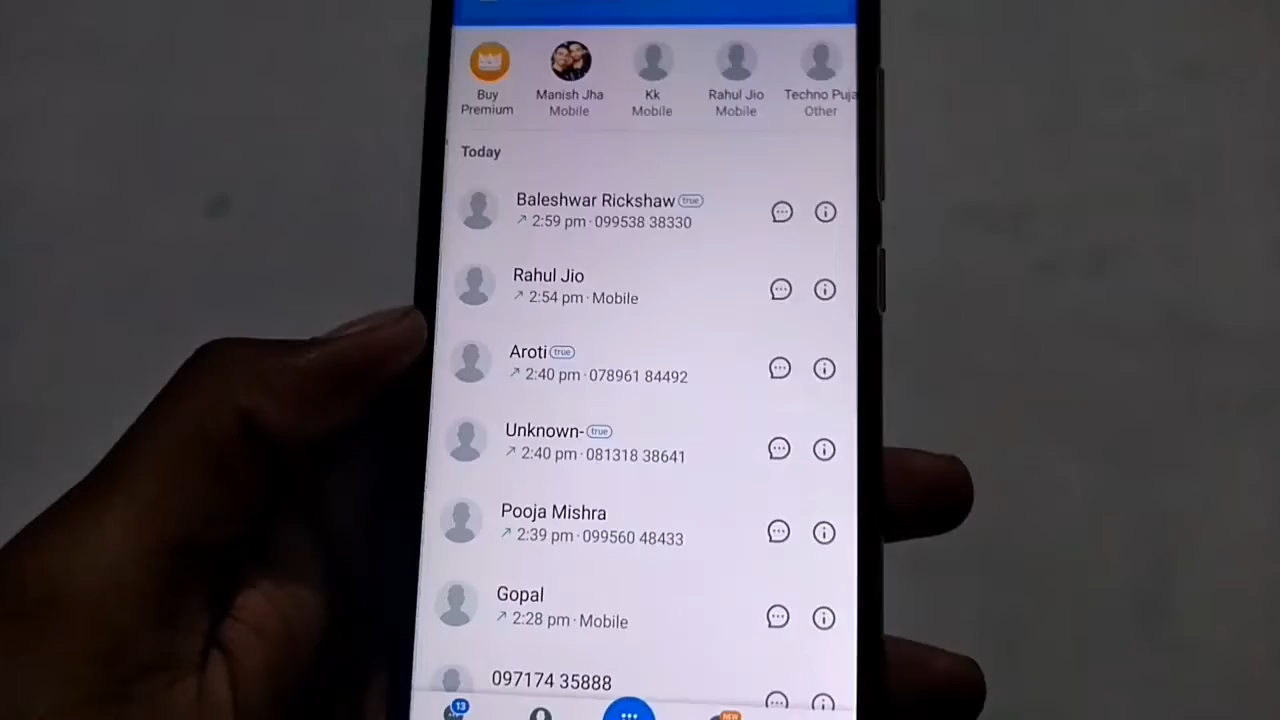 Buy Premium
Manish Jha
Mobile
Kk
Mobile
Rahul Jio
Mobile
Techno Puja
Other
Today
Baleshwar Rickshaw true
2:59 pm · 099538 38330
Rahul Jio
2:54 pm · Mobile
Aroti true
2:40 pm · 078961 84492
Unknown- true
2:40 pm · 081318 38641
Pooja Mishra
2:39 pm · 099560 48433
Gopal
2:28 pm · Mobile
097174 35888
13
NEW